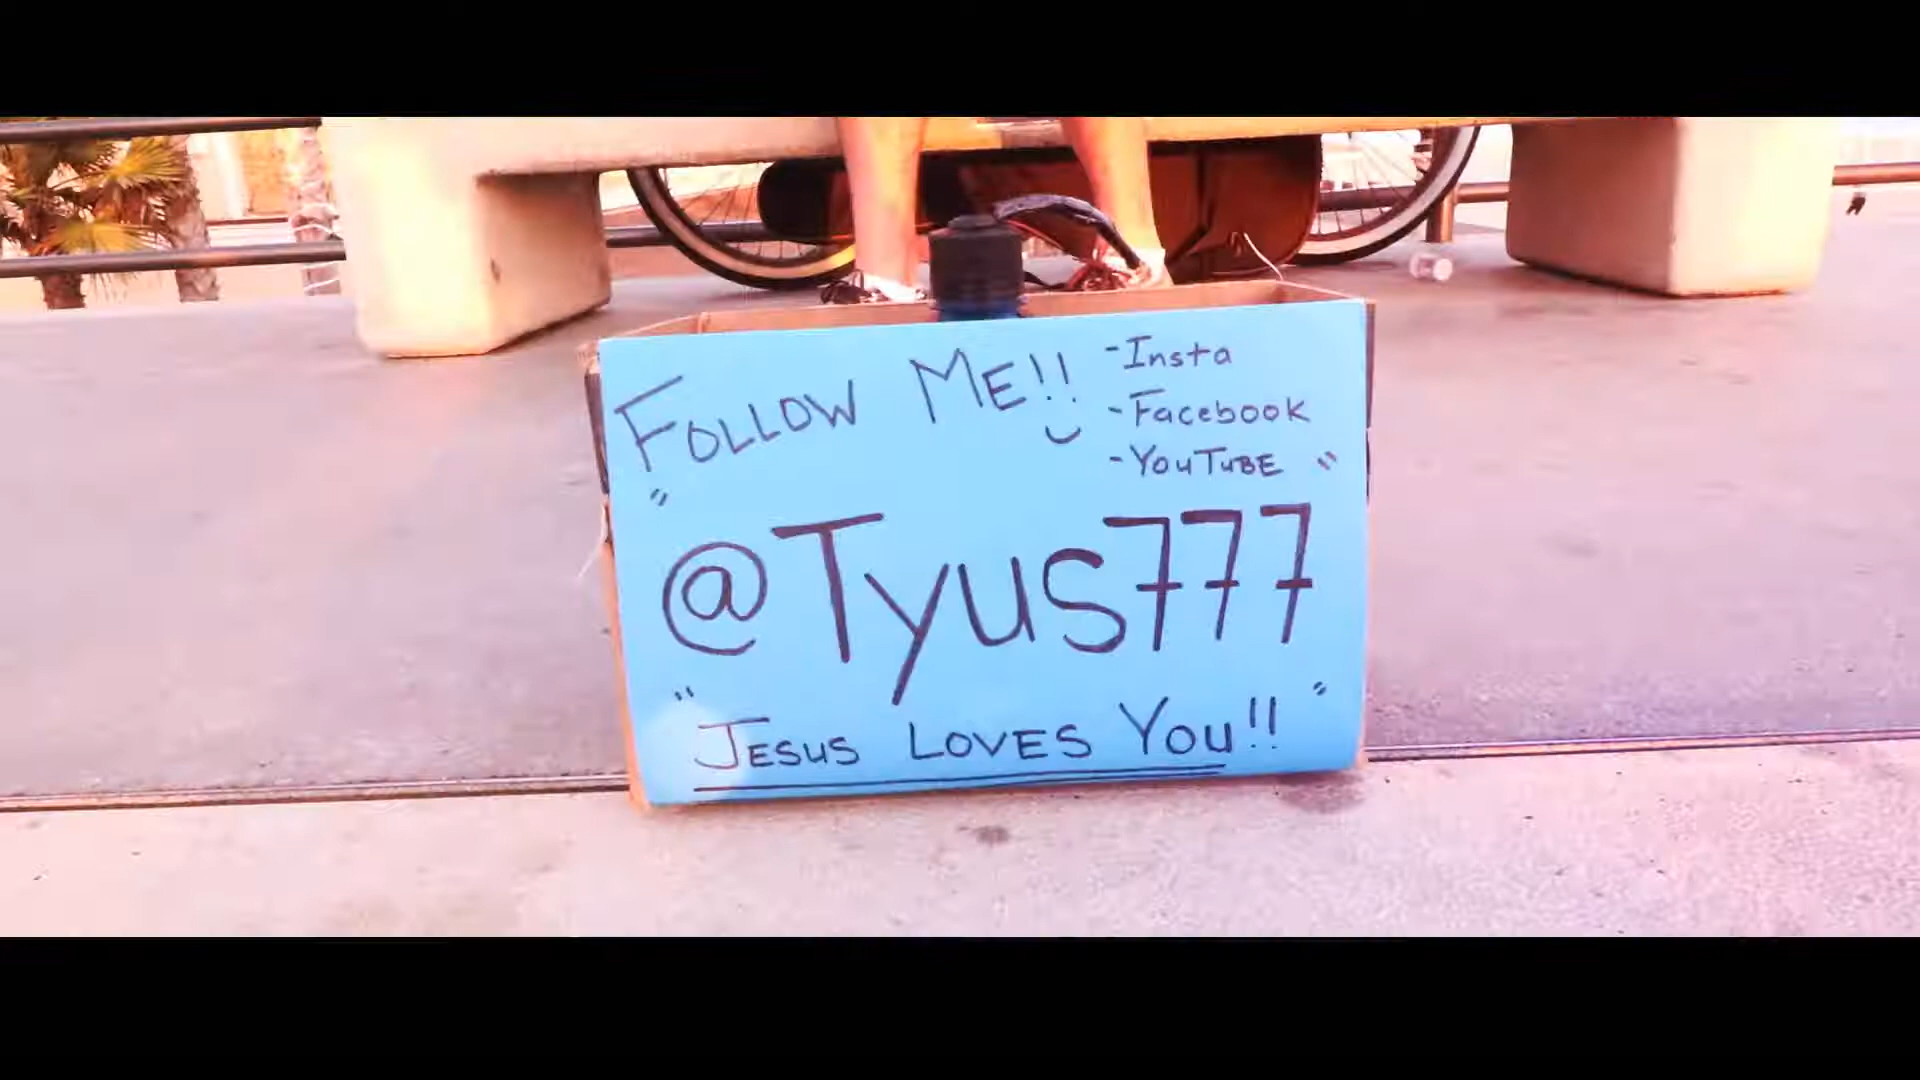 FOLLOW ME!!
-Insta
-Facebook
-YouTube
"@Tyus777"
"JESUS LOVES YOU!!"